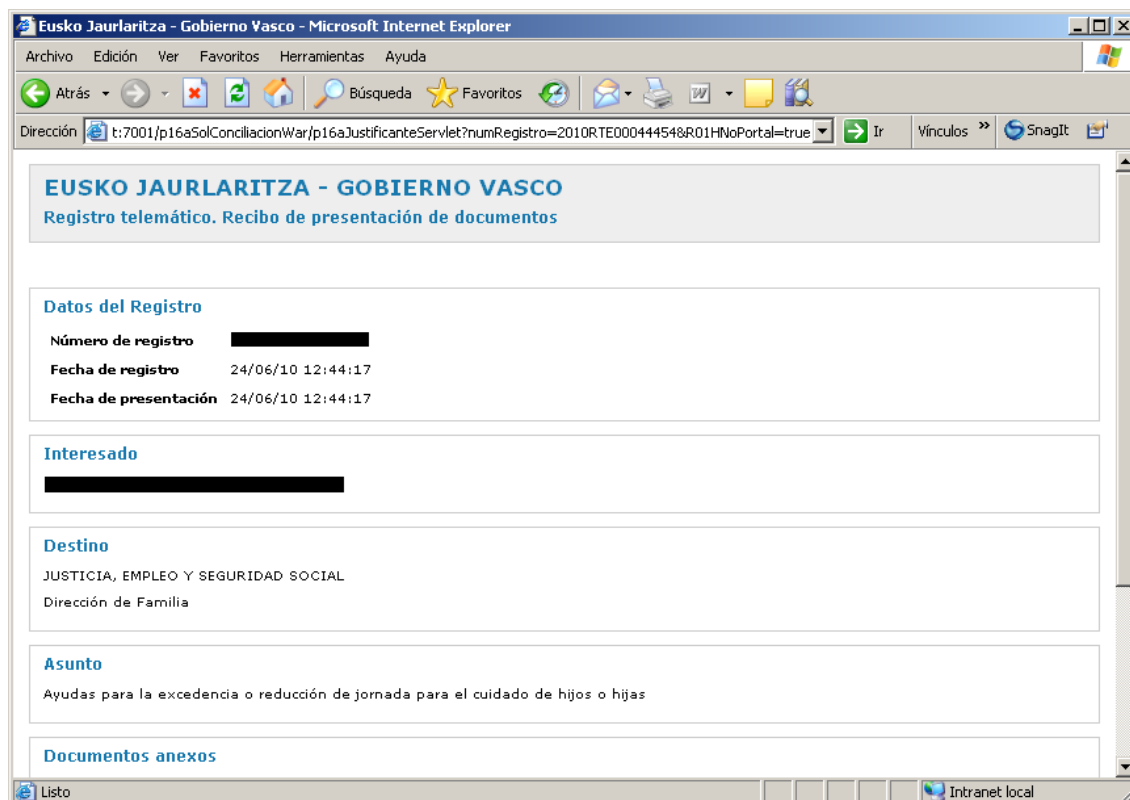 Eusko Jaurlaritza - Gobierno Vasco - Microsoft Internet Explorer
Archivo Edición Ver Favoritos Herramientas Ayuda
Atrás Búsqueda Favoritos
Dirección t:7001/p16aSolConciliacionWar/p16aJustificanteServlet?numRegistro=2010RTE00044454&R01HNoPortal=true Ir Vínculos » SnagIt
EUSKO JAURLARITZA - GOBIERNO VASCO
Registro telemático. Recibo de presentación de documentos
Datos del Registro
Número de registro
Fecha de registro 24/06/10 12:44:17
Fecha de presentación 24/06/10 12:44:17
Interesado
Destino
JUSTICIA, EMPLEO Y SEGURIDAD SOCIAL
Dirección de Familia
Asunto
Ayudas para la excedencia o reducción de jornada para el cuidado de hijos o hijas
Documentos anexos
Listo Intranet local